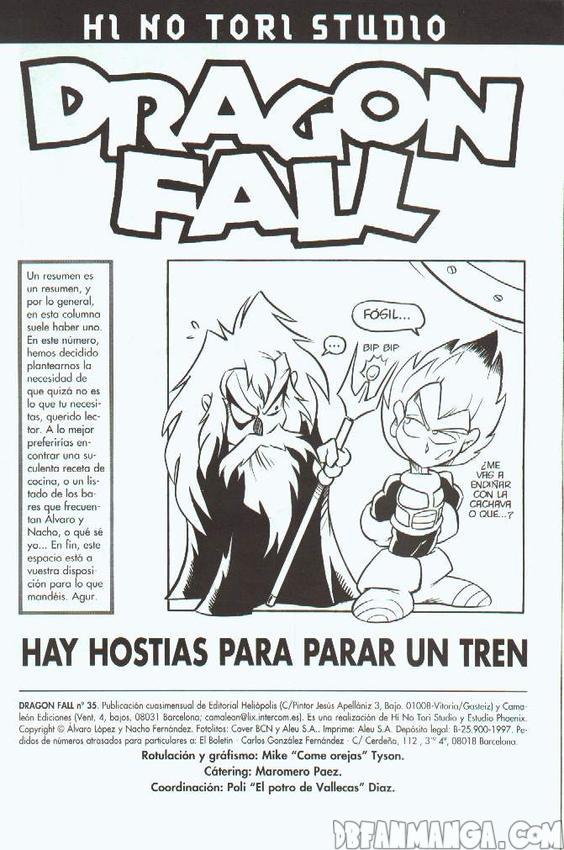 HI NO TORI STUDIO
DRAGON
FALL
Un resumen es
un resumen, y
por lo general,
en esta columna
suele haber uno.
En este número,
hemos decidido
plantearnos la
necesidad de
que quizá no es
lo que tu necesi-
tas, querido lec-
tor. A lo mejor
preferirías en-
contrar una su-
culenta receta de
cocina, o un lis-
tado de los ba-
res que frecuen-
tan Alvaro y
Nacho, o qué sé
yo... En fin, este
espacio está a
vuestra disposi-
ción para lo que
mandéis. Agur.
...
FÓSIL...
BIP BIP
¿ME
VAS A
ENDIÑAR
CON LA
CACHAVA
O QUE...?
HAY HOSTIAS PARA PARAR UN TREN
DRAGON FALL nº 35. Publicación cuasimensual de Editorial Heliópolis (C/Pintor Jesús Apellániz 3, Bajo. 01008-Vitoria/Gasteiz) y Cama-
león Ediciones (Vent, 4, bajos, 08031 Barcelona; camaleon@lix.intercom.es). Es una realización de Hi No Tori Studio y Estudio Phoenix.
Copyright © Álvaro López y Nacho Fernández. Fotolitos: Cover BCN y Aleu S.A.. Imprime: Aleu S.A. Depósito legal: B-25.900-1997. Pe-
didos de números atrasados para particulares a: El Boletin - Carlos González Fernández - C/ Cerdeña, 112 , 3º 4ª, 08018 Barcelona.
Rotulación y grafismo: Mike "Come orejas" Tyson.
Cátering: Maromero Paez.
Coordinación: Poli "El potro de Vallecas" Diaz.
DBFANMANGA.COM